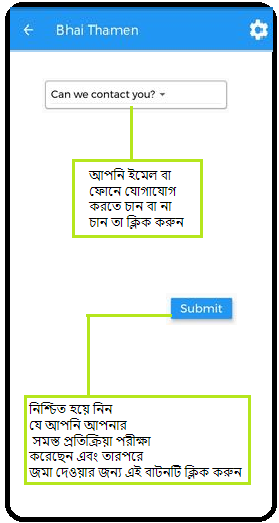 Bhai Thamen
Can we contact you?
আপনি ইমেল বা
ফোনে যোগাযোগ
করতে চান বা না
চান তা ক্লিক করুন
Submit
নিশ্চিত হয়ে নিন
যে আপনি আপনার
সমস্ত প্রতিক্রিয়া পরীক্ষা
করেছেন এবং তারপরে
জমা দেওয়ার জন্য এই বাটনটি ক্লিক করুন